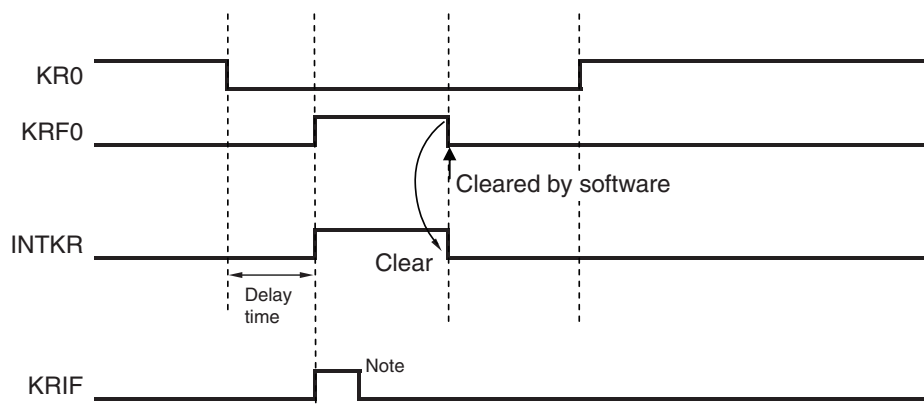 KR0
KRF0
Cleared by software
INTKR
Clear
Delay
time
Note
KRIF